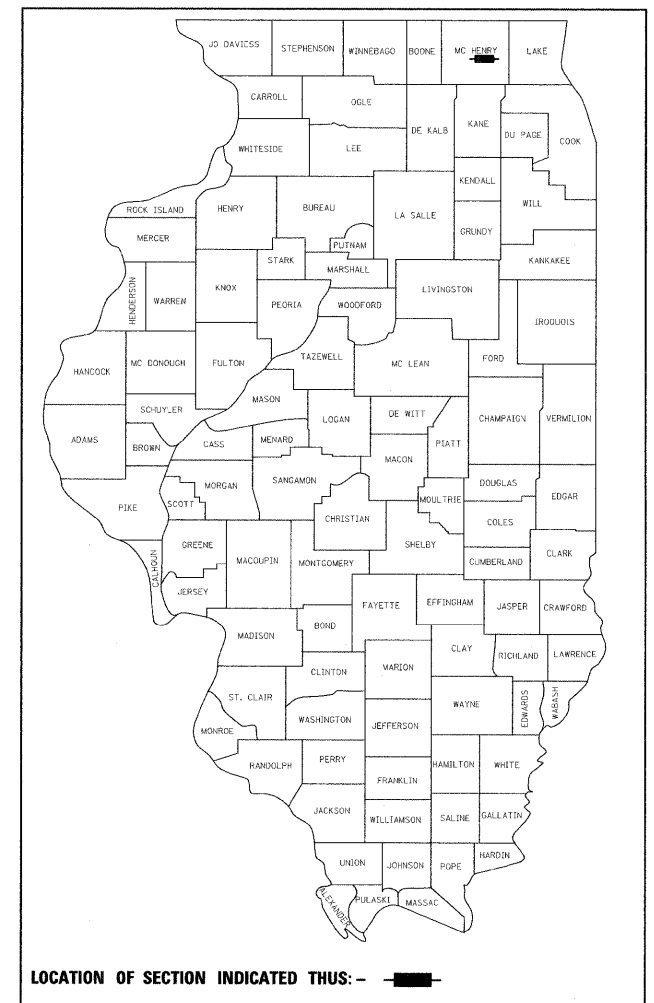 JO DAVIESS STEPHENSON WINNEBAGO BOONE MC HENRY LAKE
CARROLL OGLE
DE KALB KANE DU PAGE COOK
WHITESIDE LEE
KENDALL WILL
ROCK ISLAND HENRY BUREAU LA SALLE
GRUNDY
MERCER PUTNAM
STARK MARSHALL KANKAKEE
HENDERSON WARREN KNOX PEORIA WOODFORD LIVINGSTON
IROQUOIS
HANCOCK MC DONOUGH FULTON TAZEWELL MC LEAN FORD
MASON
SCHUYLER LOGAN DE WITT CHAMPAIGN VERMILION
ADAMS BROWN CASS MENARD PIATT
MACON
MORGAN SANGAMON DOUGLAS
PIKE SCOTT MOULTRIE EDGAR
CHRISTIAN COLES
GREENE SHELBY CLARK
CALHOUN MACOUPIN MONTGOMERY CUMBERLAND
JERSEY
FAYETTE EFFINGHAM JASPER CRAWFORD
MADISON BOND
CLAY RICHLAND LAWRENCE
CLINTON MARION
ST. CLAIR WAYNE EDWARDS WABASH
WASHINGTON JEFFERSON
MONROE
RANDOLPH PERRY HAMILTON WHITE
FRANKLIN
JACKSON WILLIAMSON SALINE GALLATIN
UNION JOHNSON POPE HARDIN
ALEXANDER PULASKI MASSAC
LOCATION OF SECTION INDICATED THUS: –